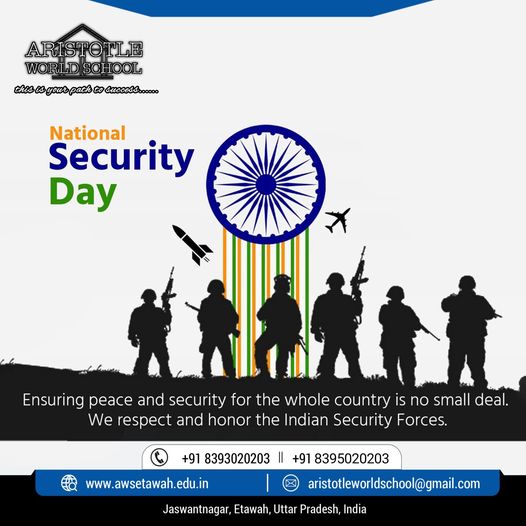 ARISTOTLE
WORLD SCHOOL
this is your path to success......
National
Security
Day
Ensuring peace and security for the whole country is no small deal.
We respect and honor the Indian Security Forces.
+91 8393020203 || +91 8395020203
www.awsetawah.edu.in | aristotleworldschool@gmail.com
Jaswantnagar, Etawah, Uttar Pradesh, India